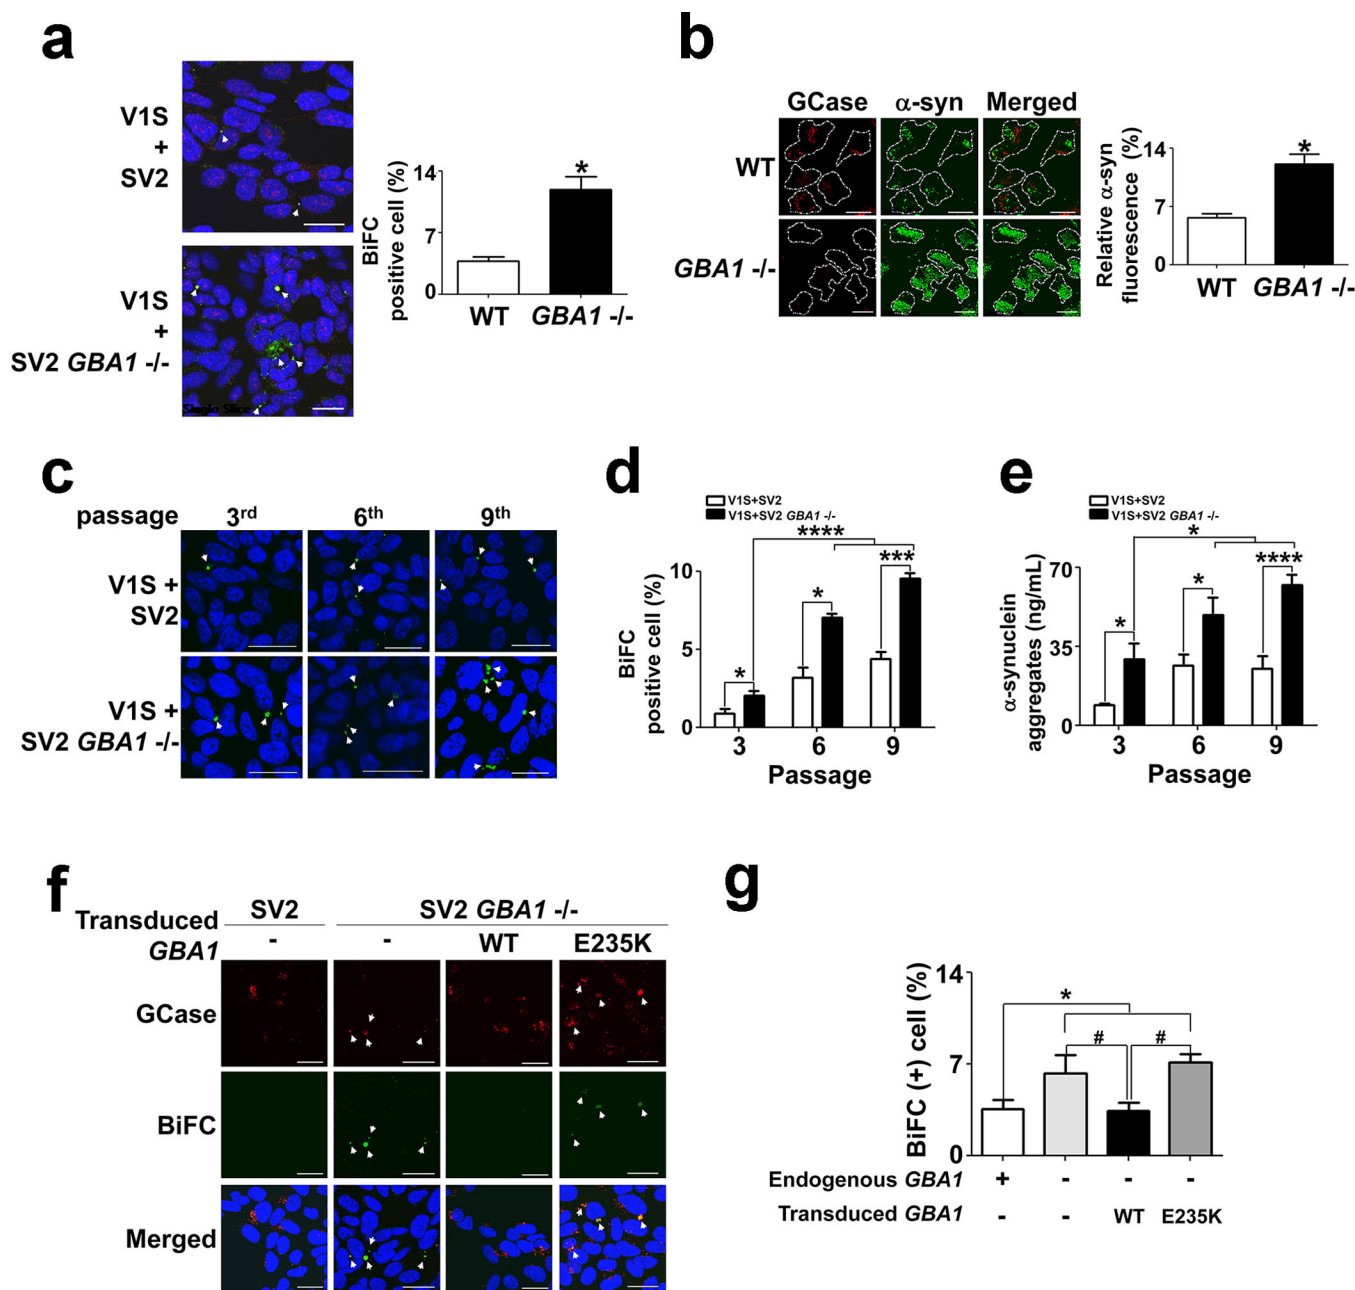 a
V1S
+
SV2
V1S
+
SV2 GBA1 -/-
Single Slice
BiFC
positive cell (%)
14
7
0
*
WT GBA1 -/-
b
GCase α-syn Merged
WT
GBA1 -/-
Relative α-syn
fluorescence (%)
14
7
0
*
WT GBA1 -/-
c
passage 3rd 6th 9th
V1S +
SV2
V1S +
SV2 GBA1 -/-
d
V1S+SV2
V1S+SV2 GBA1 -/-
BiFC
positive cell (%)
10
5
0
****
***
*
*
3 6 9
Passage
e
V1S+SV2
V1S+SV2 GBA1 -/-
α-synuclein
aggregates (ng/mL)
70
35
0
*
****
*
*
3 6 9
Passage
f
Transduced
GBA1
SV2 SV2 GBA1 -/-
- - WT E235K
GCase
BiFC
Merged
g
BiFC (+) cell (%)
14
7
0
*
# #
Endogenous GBA1 + - - -
Transduced GBA1 - - WT E235K